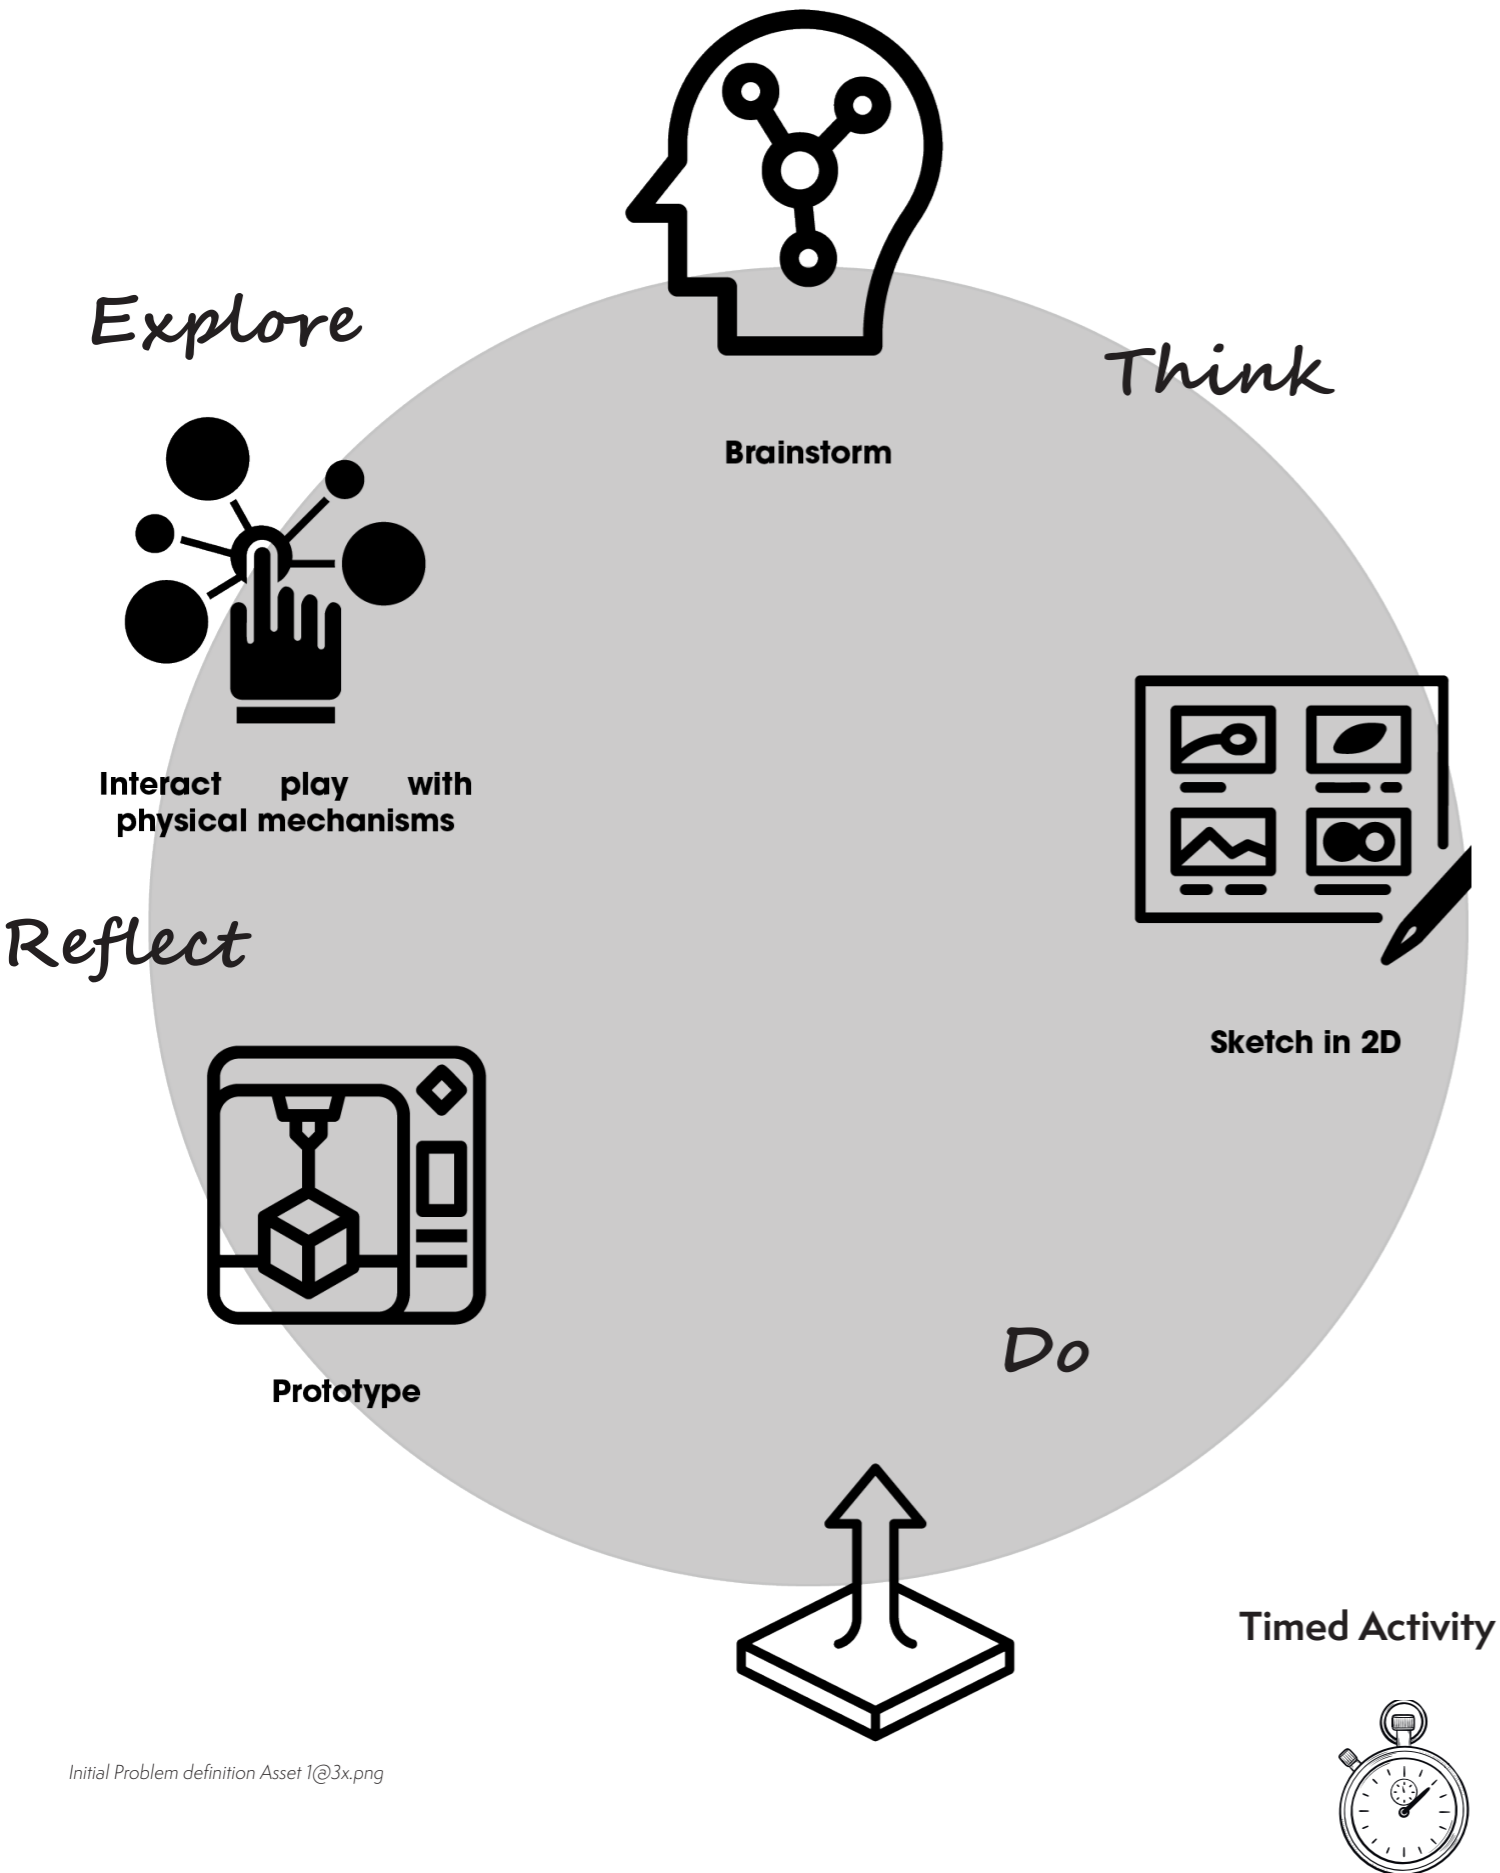 Explore
Think
Brainstorm
Interact play with
physical mechanisms
Reflect
Sketch in 2D
Do
Prototype
Timed Activity
Initial Problem definition Asset 1@3x.png